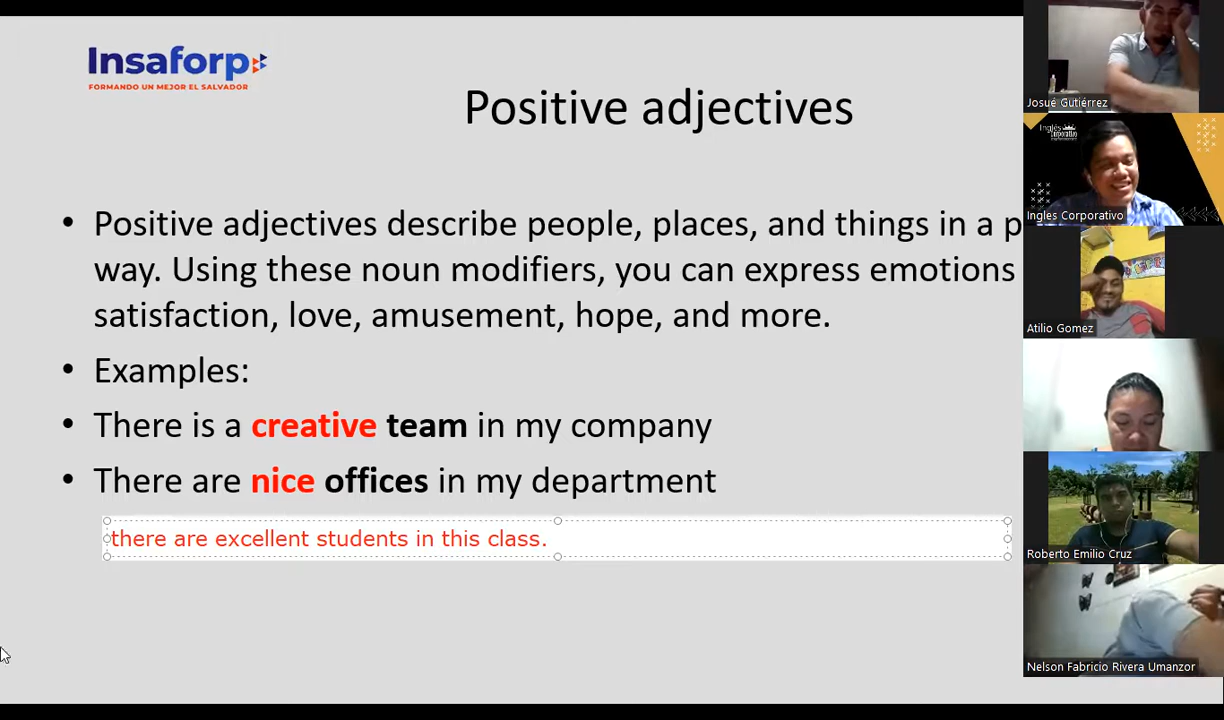 Insaforp
FORMANDO UN MEJOR EL SALVADOR
Positive adjectives
• Positive adjectives describe people, places, and things in a p
way. Using these noun modifiers, you can express emotions
satisfaction, love, amusement, hope, and more.
• Examples:
• There is a creative team in my company
• There are nice offices in my department
there are excellent students in this class.
Josué Gutiérrez
Inglés
Corporativo
Ingles Corporativo
Atilio Gomez
Roberto Emilio Cruz
Nelson Fabricio Rivera Umanzor